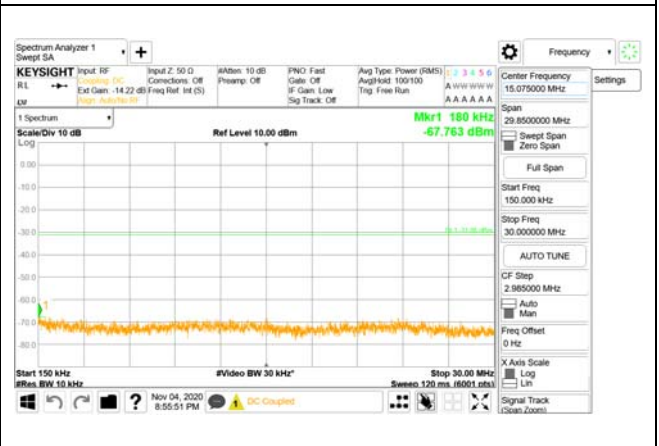 Spectrum Analyzer 1
Swept SA
Frequency
KEYSIGHT
RL
Input: RF
Coupling: DC
Ext Gain: -14.22 dB
Align: Auto/No RF
Input Z: 50 Ω
Corrections: Off
Freq Ref: Int (S)
#Atten: 10 dB
Preamp: Off
PNO: Fast
Gate: Off
IF Gain: Low
Sig Track: Off
Avg Type: Power (RMS)
Avg|Hold: 100/100
Trig: Free Run
1 2 3 4 5 6
A W W W W W
A A A A A A
1 Spectrum
Scale/Div 10 dB
Ref Level 10.00 dBm
Mkr1 180 kHz
-67.763 dBm
Log
0.00
-10.0
-20.0
-30.0
-40.0
-50.0
-60.0
-70.0
-80.0
1
Start 150 kHz
#Res BW 10 kHz
#Video BW 30 kHz*
Stop 30.00 MHz
Sweep 120 ms (6001 pts)
Nov 04, 2020
8:55:51 PM
DC Coupled
Center Frequency
15.075000 MHz
Settings
Span
29.8500000 MHz
Swept Span
Zero Span
Full Span
Start Freq
150.000 kHz
Stop Freq
30.000000 MHz
AUTO TUNE
CF Step
2.985000 MHz
Auto
Man
Freq Offset
0 Hz
X Axis Scale
Log
Lin
Signal Track
(Span Zoom)